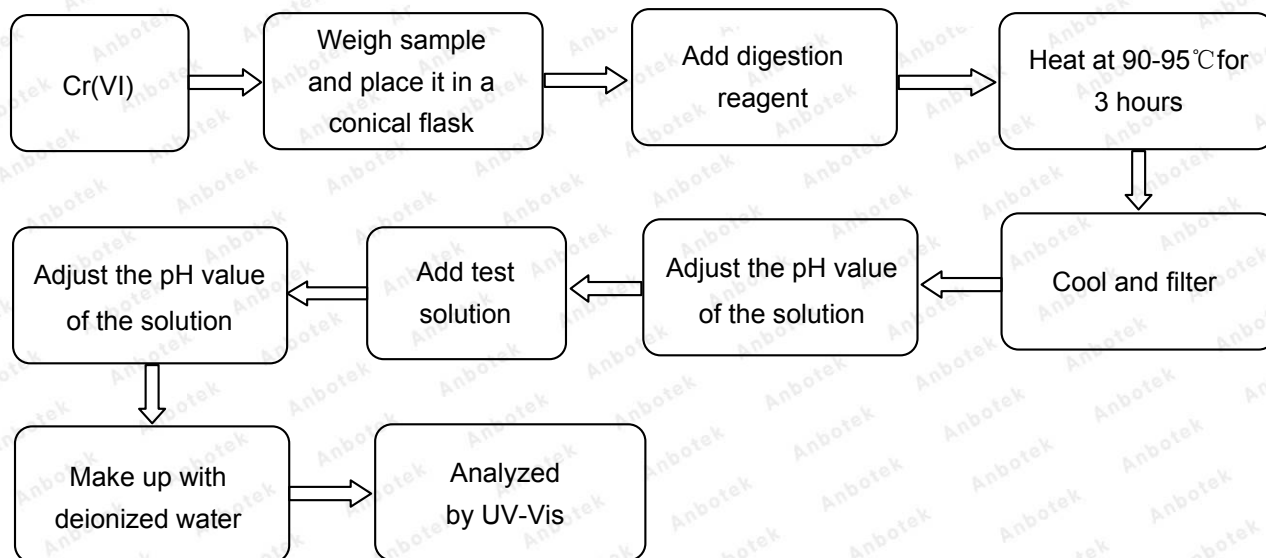 Cr(VI)
Weigh sample
and place it in a
conical flask
Add digestion
reagent
Heat at 90-95℃for
3 hours
Cool and filter
Adjust the pH value
of the solution
Add test
solution
Adjust the pH value
of the solution
Make up with
deionized water
Analyzed
by UV-Vis
Anbotek